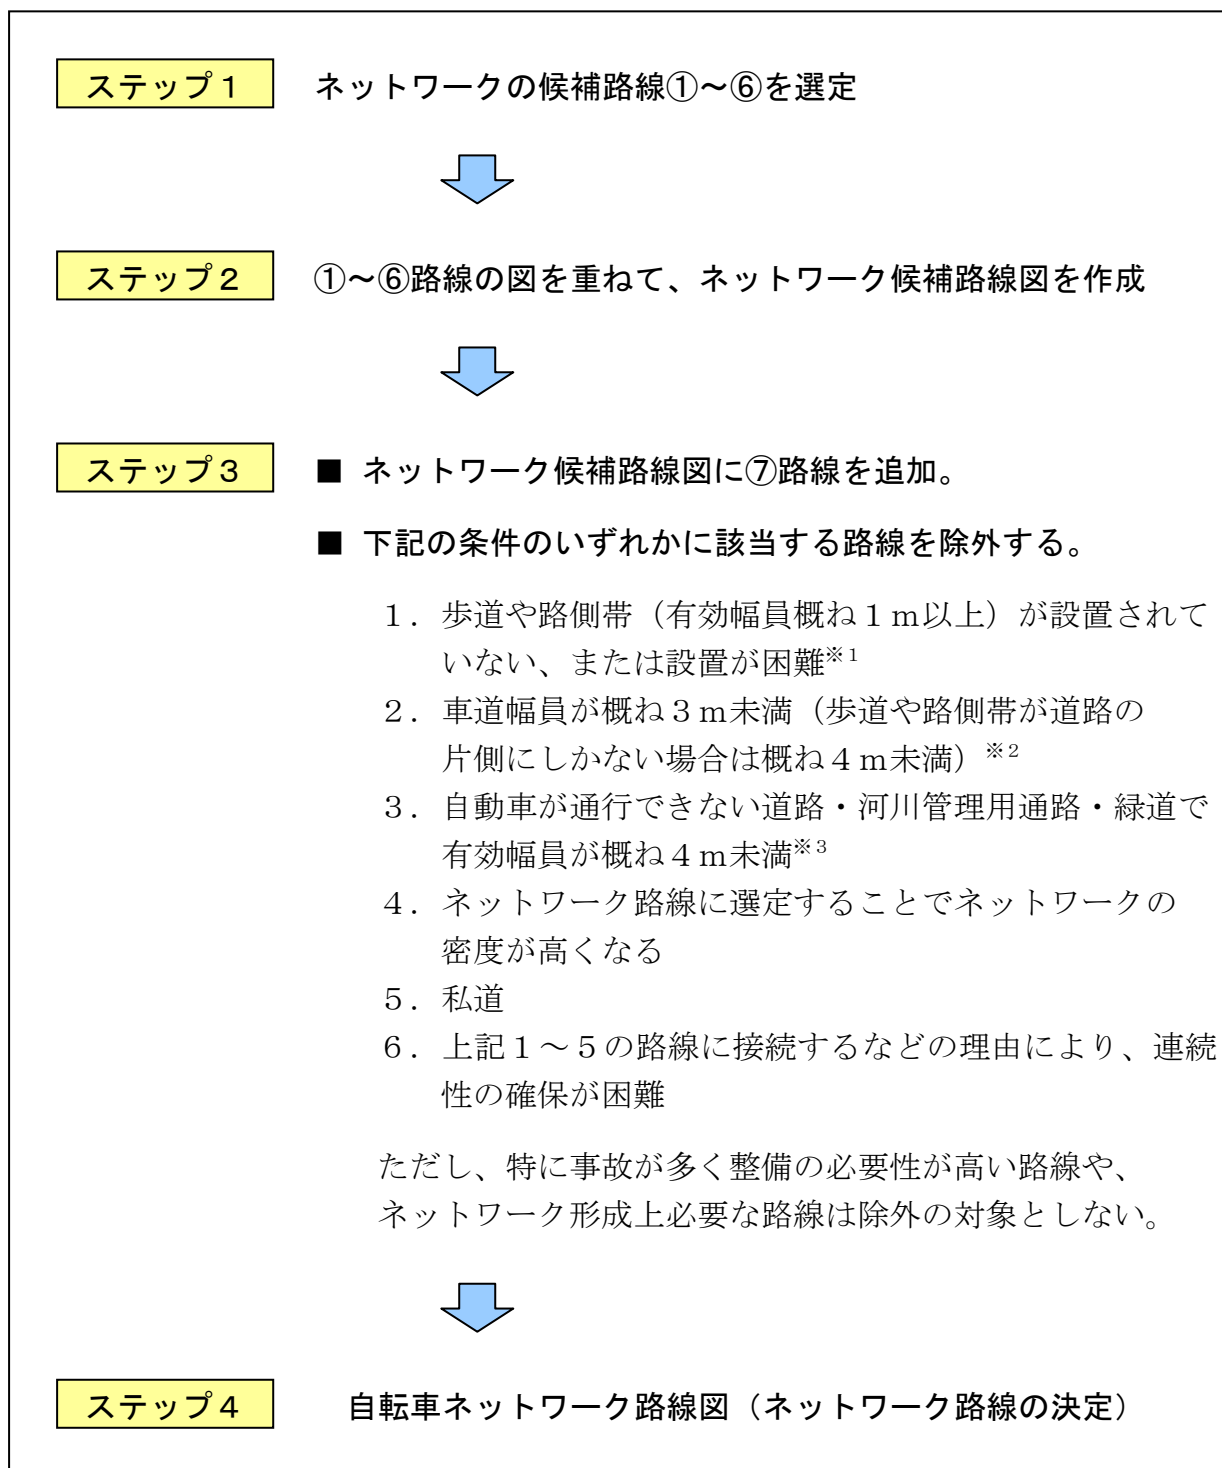 ステップ１　ネットワークの候補路線①～⑥を選定
ステップ２　①～⑥路線の図を重ねて、ネットワーク候補路線図を作成
ステップ３　■ ネットワーク候補路線図に⑦路線を追加。
■ 下記の条件のいずれかに該当する路線を除外する。
１．歩道や路側帯（有効幅員概ね１ｍ以上）が設置されて
いない、または設置が困難※1
２．車道幅員が概ね３ｍ未満（歩道や路側帯が道路の
片側にしかない場合は概ね４ｍ未満）※2
３．自動車が通行できない道路・河川管理用通路・緑道で
有効幅員が概ね４ｍ未満※3
４．ネットワーク路線に選定することでネットワークの
密度が高くなる
５．私道
６．上記１～５の路線に接続するなどの理由により、連続
性の確保が困難
ただし、特に事故が多く整備の必要性が高い路線や、
ネットワーク形成上必要な路線は除外の対象としない。
ステップ４　自転車ネットワーク路線図（ネットワーク路線の決定）